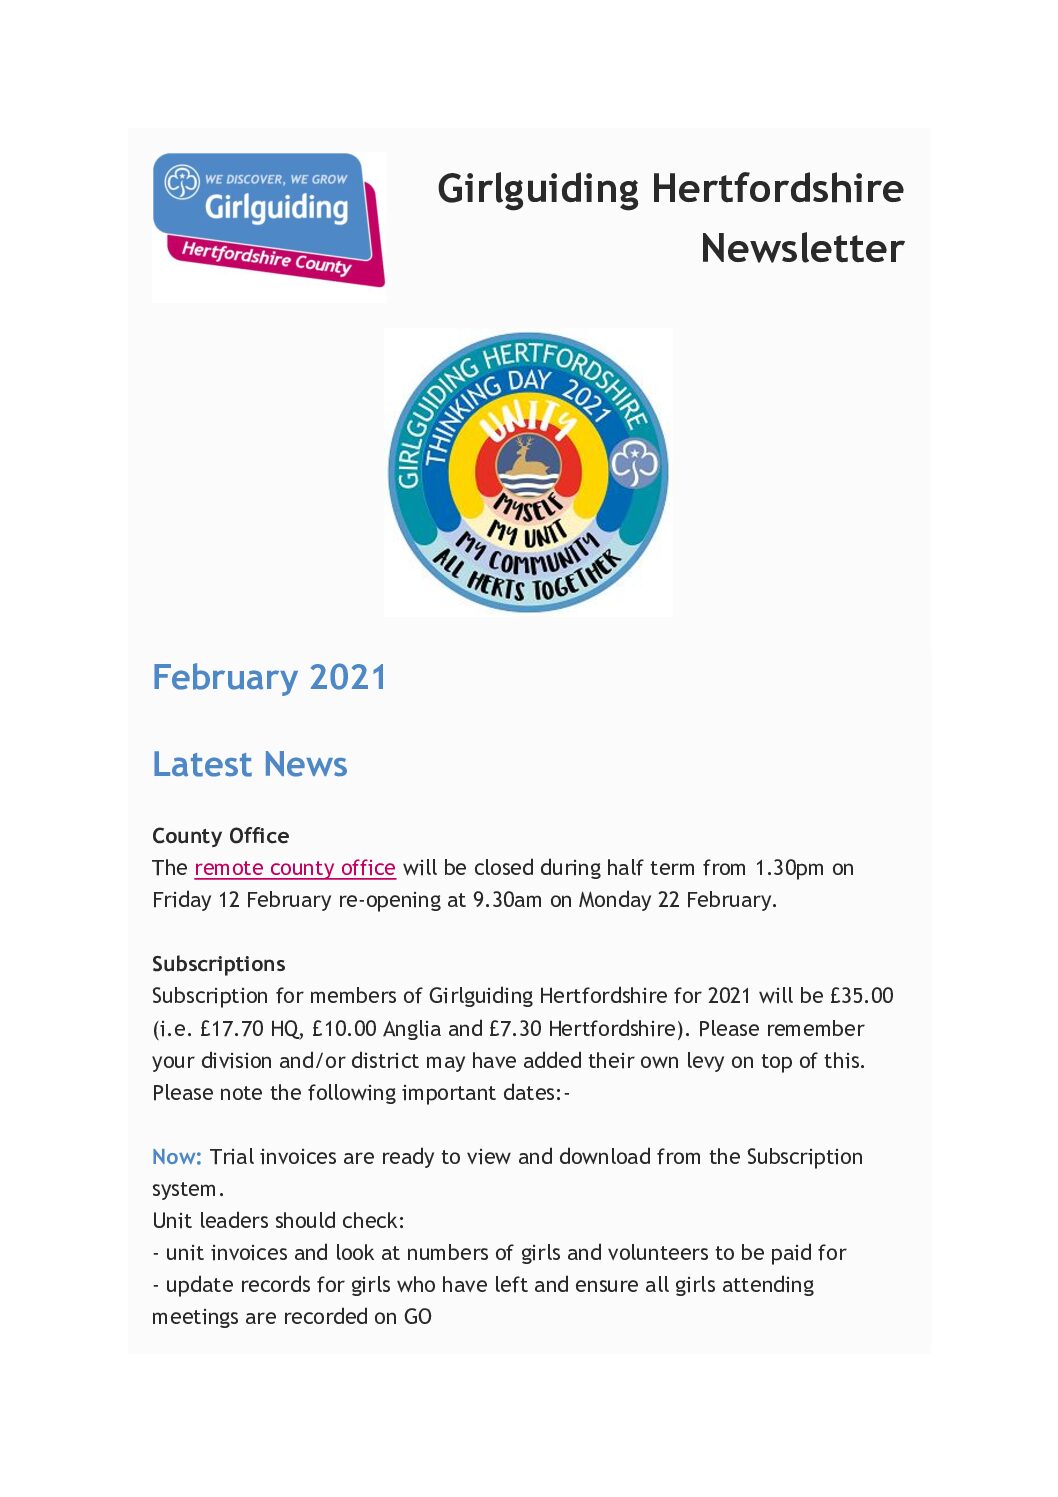 WE DISCOVER, WE GROW
Girlguiding
Hertfordshire County
Girlguiding Hertfordshire
Newsletter
GIRLGUIDING HERTFORDSHIRE
THINKING DAY 2021
UNITY
MYSELF
MY UNIT
MY COMMUNITY
ALL HERTS TOGETHER
February 2021
Latest News
County Office
The remote county office will be closed during half term from 1.30pm on
Friday 12 February re-opening at 9.30am on Monday 22 February.
Subscriptions
Subscription for members of Girlguiding Hertfordshire for 2021 will be £35.00
(i.e. £17.70 HQ, £10.00 Anglia and £7.30 Hertfordshire). Please remember
your division and/or district may have added their own levy on top of this.
Please note the following important dates:-
Now: Trial invoices are ready to view and download from the Subscription
system.
Unit leaders should check:
- unit invoices and look at numbers of girls and volunteers to be paid for
- update records for girls who have left and ensure all girls attending
meetings are recorded on GO